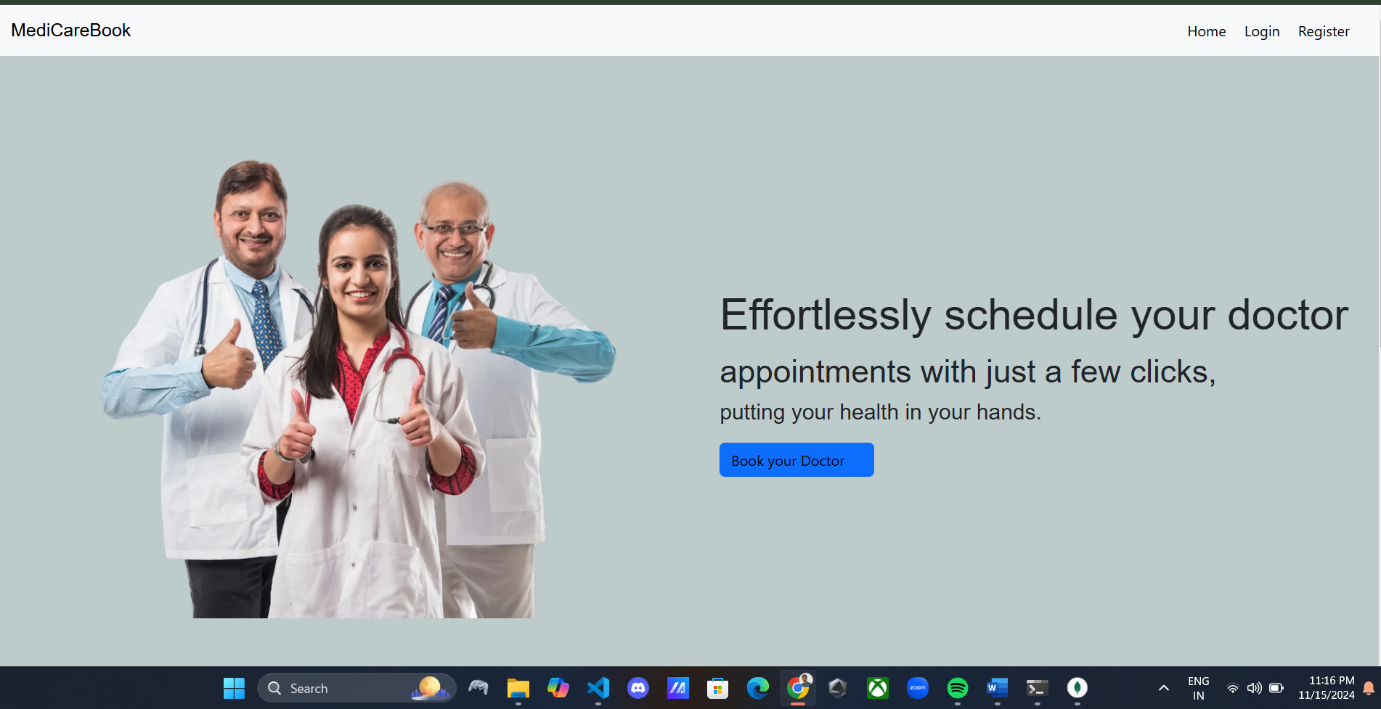 MediCareBook
Home Login Register
Effortlessly schedule your doctor
appointments with just a few clicks,
putting your health in your hands.
Book your Doctor
Search
zoom
ENG
IN
11:16 PM
11/15/2024